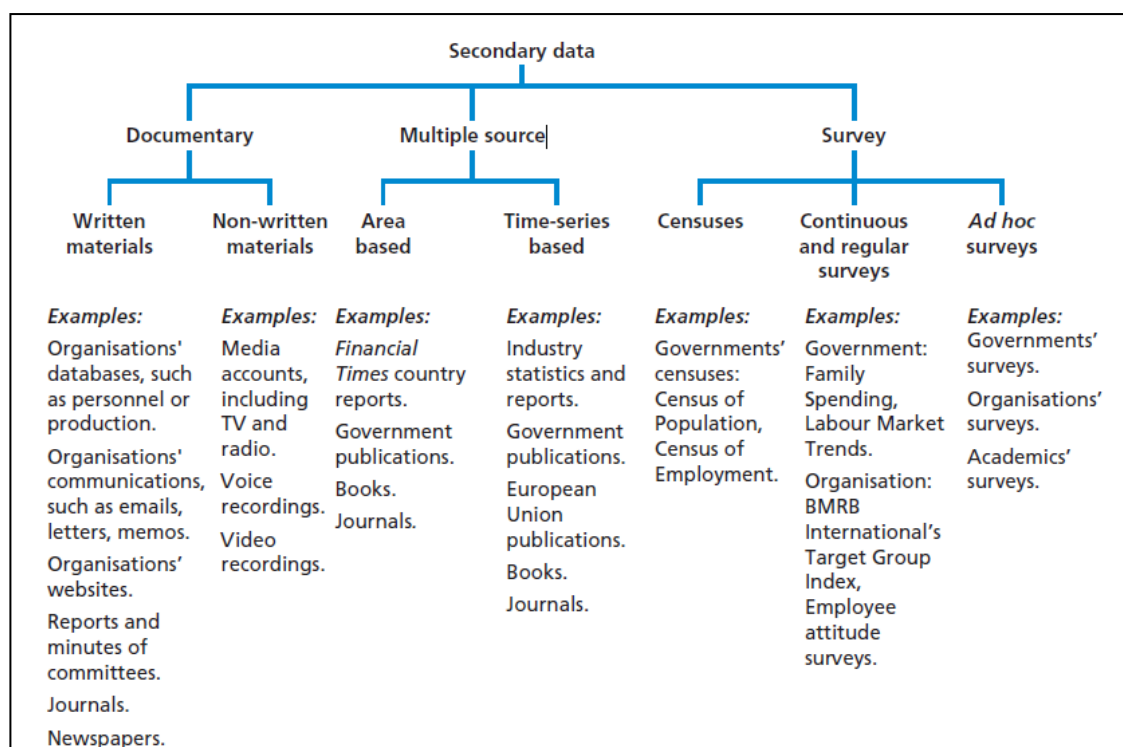 Secondary data
Documentary
Multiple source
Survey
Written
materials
Non-written
materials
Area
based
Time-series
based
Censuses
Continuous
and regular
surveys
Ad hoc
surveys
Examples:
Organisations'
databases, such
as personnel or
production.
Organisations'
communications,
such as emails,
letters, memos.
Organisations’
websites.
Reports and
minutes of
committees.
Journals.
Newspapers.
Examples:
Media
accounts,
including
TV and
radio.
Voice
recordings.
Video
recordings.
Examples:
Financial
Times country
reports.
Government
publications.
Books.
Journals.
Examples:
Industry
statistics and
reports.
Government
publications.
European
Union
publications.
Books.
Journals.
Examples:
Governments’
censuses:
Census of
Population,
Census of
Employment.
Examples:
Government:
Family
Spending,
Labour Market
Trends.
Organisation:
BMRB
International’s
Target Group
Index,
Employee
attitude
surveys.
Examples:
Governments’
surveys.
Organisations’
surveys.
Academics’
surveys.